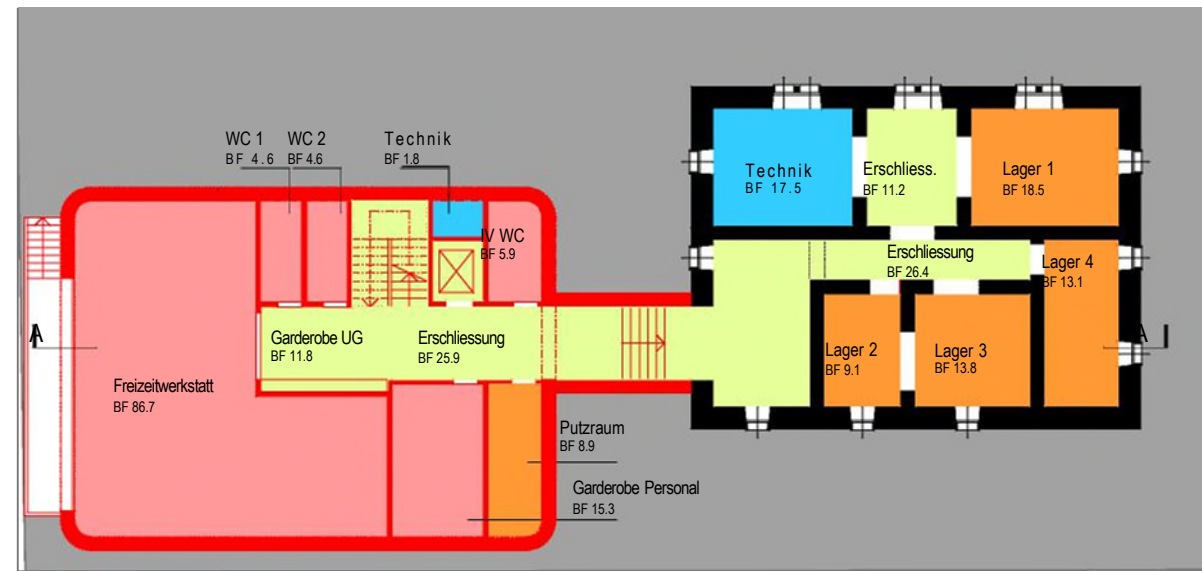 WC 1
BF 4.6
WC 2
BF 4.6
Technik
BF 1.8
IV WC
BF 5.9
Technik
BF 17.5
Erschliess.
BF 11.2
Lager 1
BF 18.5
Erschliessung
BF 26.4
Lager 4
BF 13.1
A
Garderobe UG
BF 11.8
Erschliessung
BF 25.9
Lager 2
BF 9.1
Lager 3
BF 13.8
A
Freizeitwerkstatt
BF 86.7
Putzraum
BF 8.9
Garderobe Personal
BF 15.3